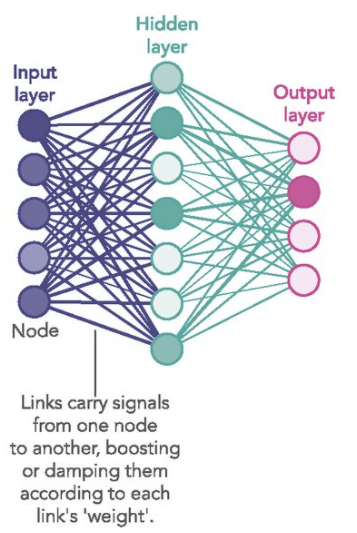 Hidden
layer
Input
layer
Output
layer
Node
Links carry signals
from one node
to another, boosting
or damping them
according to each
link's 'weight'.